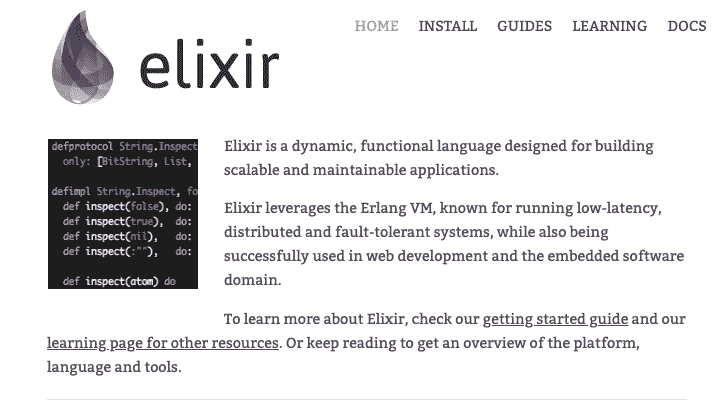 elixir
HOME INSTALL GUIDES LEARNING DOCS
defprotocol String.Inspect
only: [BitString, List,
defimpl String.Inspect, fo
def inspect(false), do:
def inspect(true), do:
def inspect(nil), do:
def inspect(:""), do:
def inspect(atom) do
Elixir is a dynamic, functional language designed for building
scalable and maintainable applications.
Elixir leverages the Erlang VM, known for running low-latency,
distributed and fault-tolerant systems, while also being
successfully used in web development and the embedded software
domain.
To learn more about Elixir, check our getting started guide and our
learning page for other resources. Or keep reading to get an overview of the platform,
language and tools.